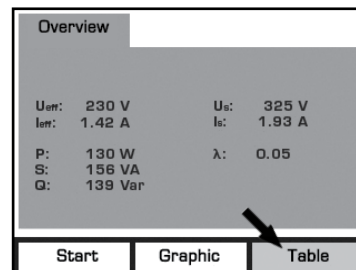 Overview
Ueff: 230 V Us: 325 V
Ieff: 1.42 A Is: 1.93 A
P: 130 W λ: 0.05
S: 156 VA
Q: 139 Var
Start Graphic Table